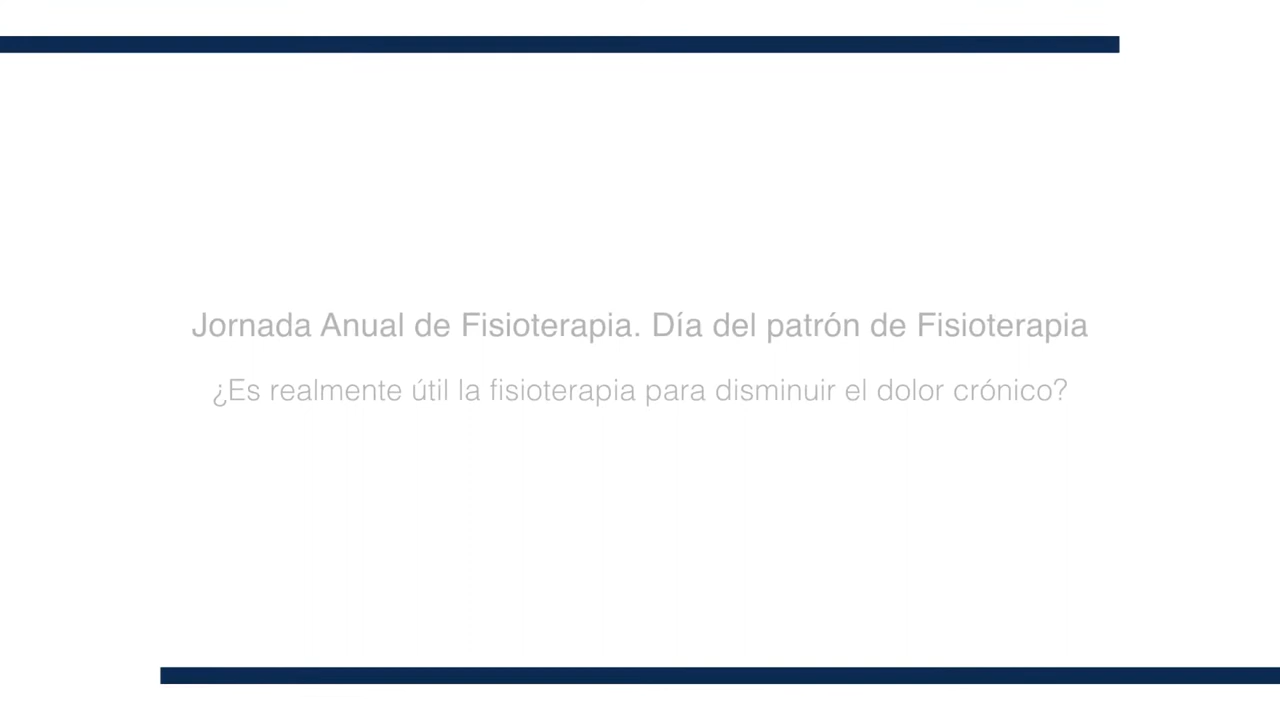 Jornada Anual de Fisioterapia. Día del patrón de Fisioterapia
¿Es realmente útil la fisioterapia para disminuir el dolor crónico?